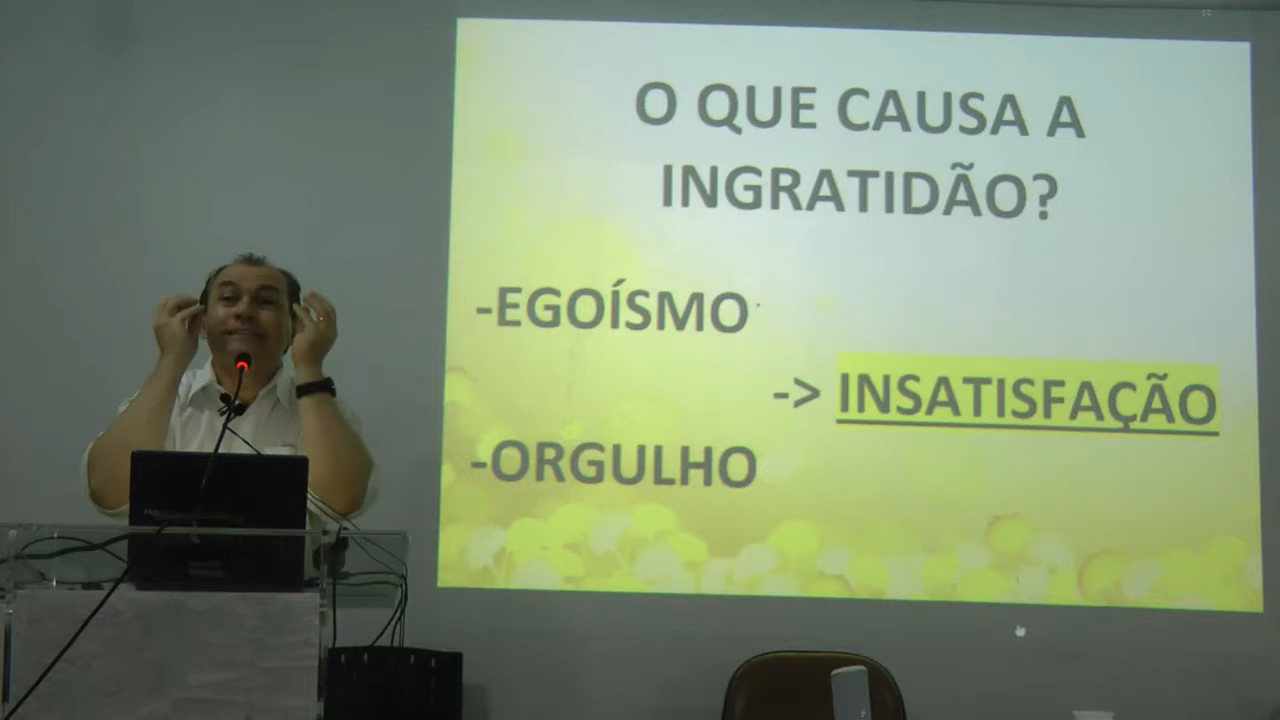 O QUE CAUSA A
INGRATIDÃO?
-EGOÍSMO
-> INSATISFAÇÃO
-ORGULHO